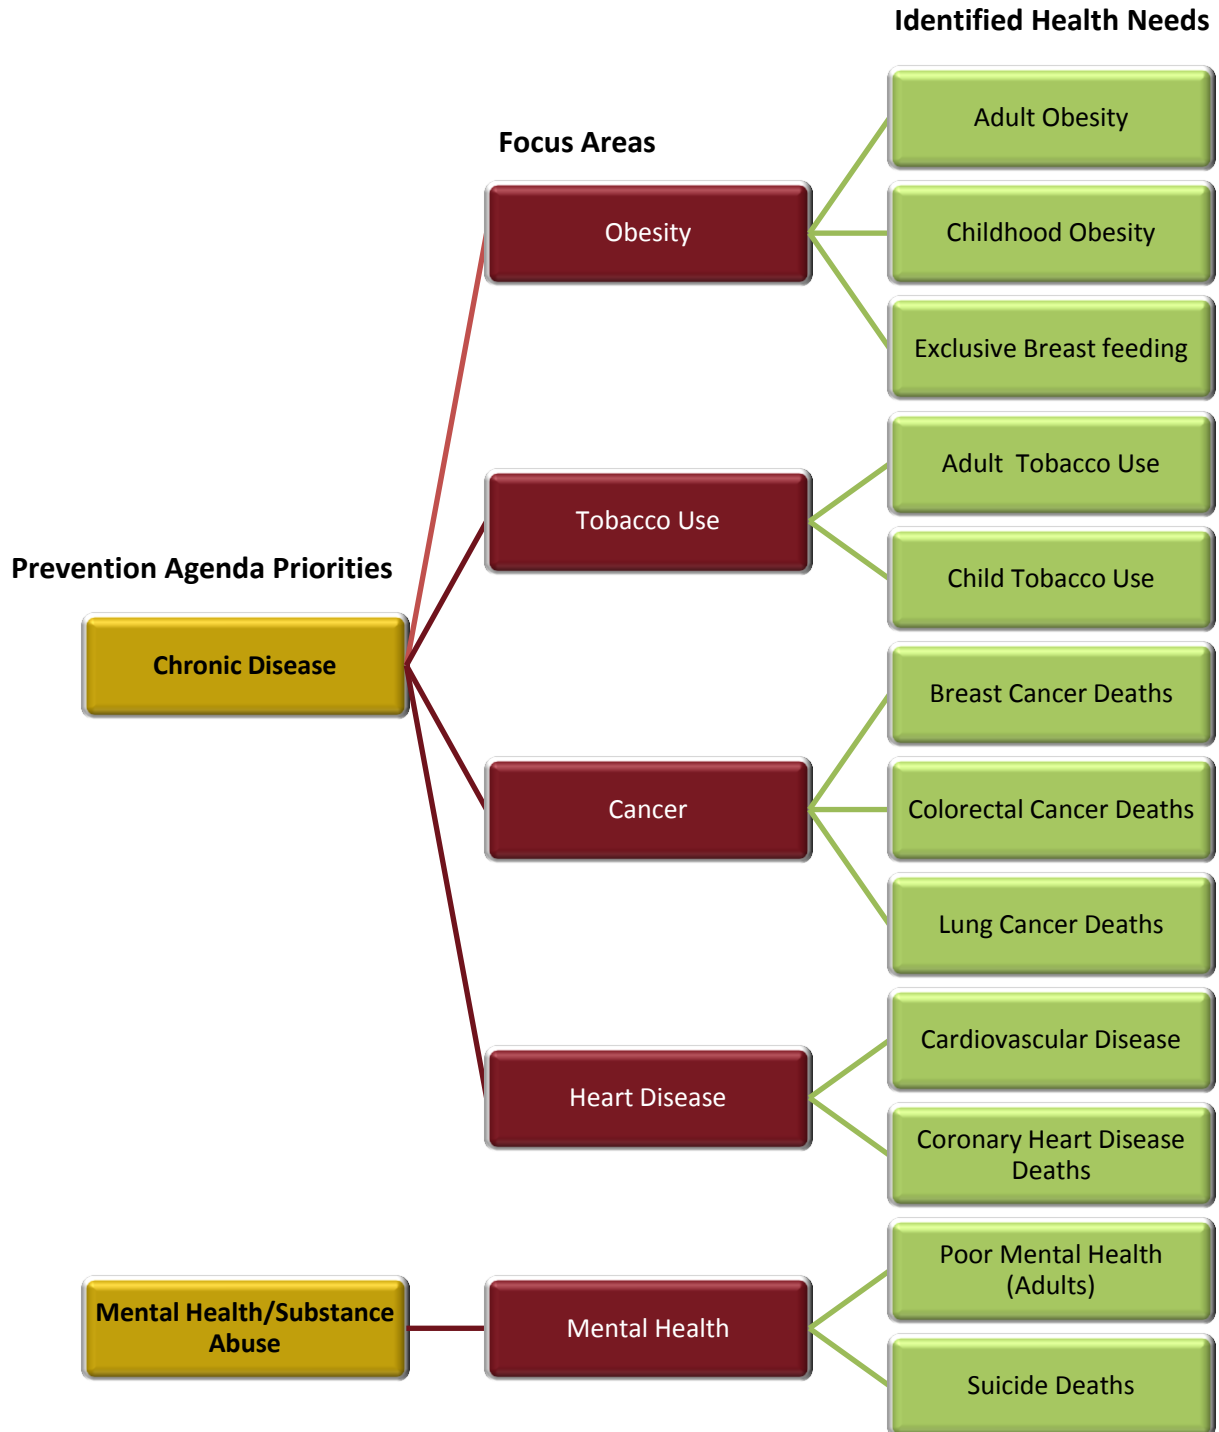 Identified Health Needs
Adult Obesity
Focus Areas
Obesity
Childhood Obesity
Exclusive Breast feeding
Adult  Tobacco Use
Tobacco Use
Child Tobacco Use
Prevention Agenda Priorities
Chronic Disease
Breast Cancer Deaths
Cancer
Colorectal Cancer Deaths
Lung Cancer Deaths
Cardiovascular Disease
Heart Disease
Coronary Heart Disease
Deaths
Poor Mental Health
(Adults)
Mental Health/Substance
Abuse
Mental Health
Suicide Deaths